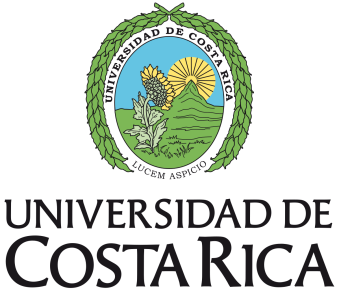 UNIVERSIDAD DE COSTA RICA
LUCEM ASPICIO
UNIVERSIDAD DE
COSTA RICA